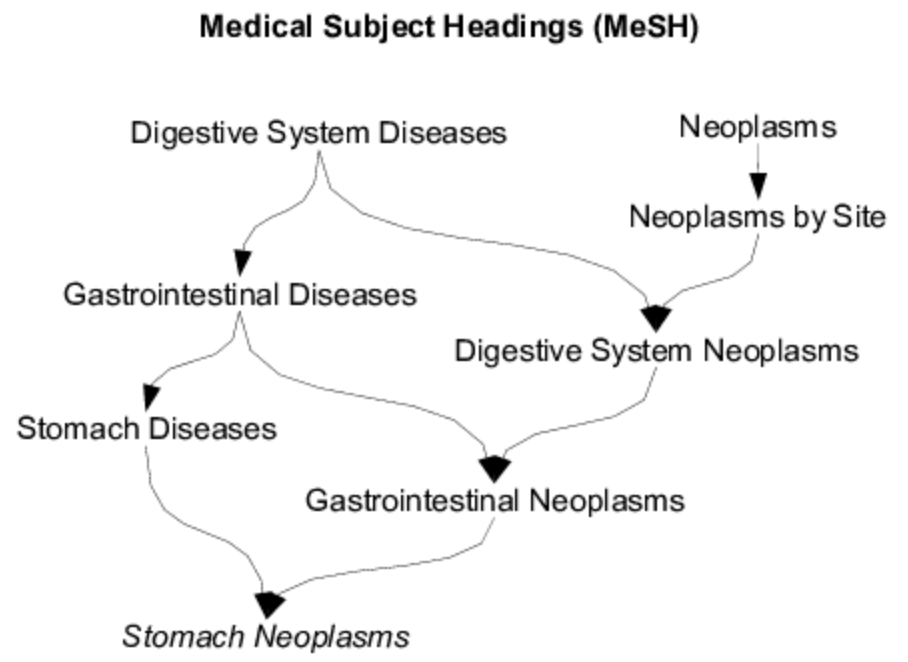 Medical Subject Headings (MeSH)
Digestive System Diseases
Neoplasms
Neoplasms by Site
Gastrointestinal Diseases
Digestive System Neoplasms
Stomach Diseases
Gastrointestinal Neoplasms
Stomach Neoplasms